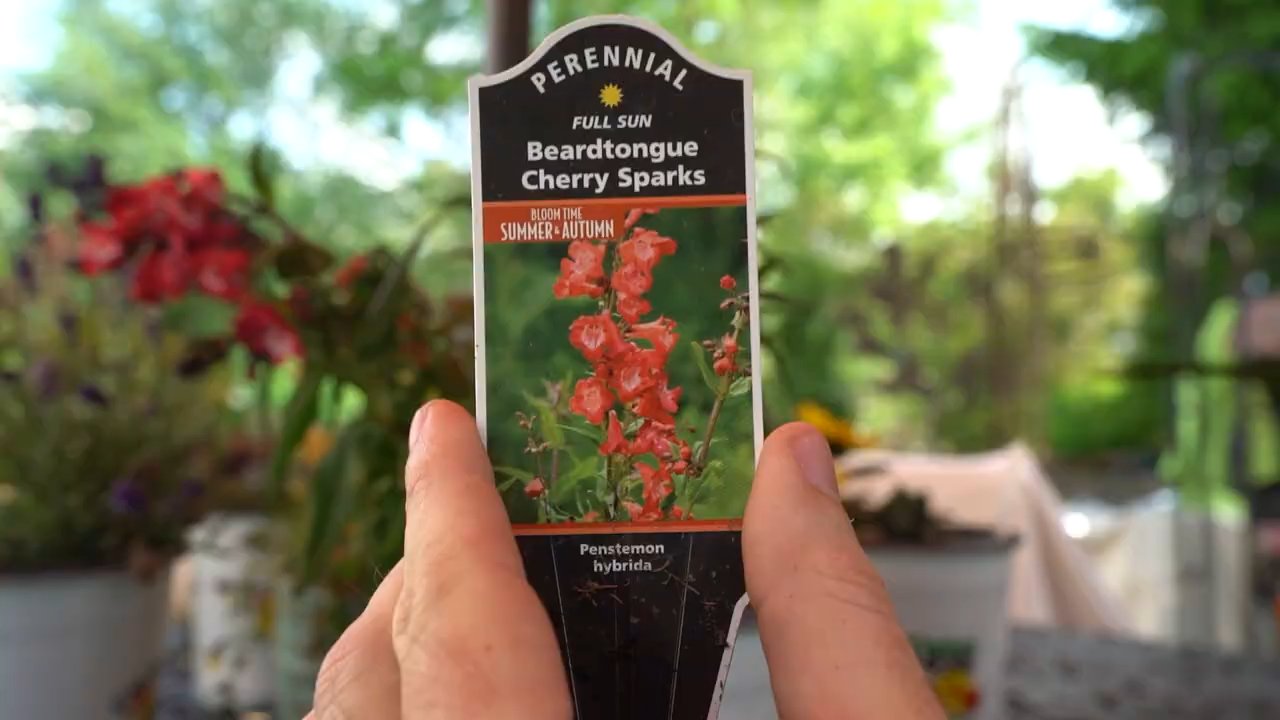 PERENNIAL
FULL SUN
Beardtongue
Cherry Sparks
BLOOM TIME
SUMMER & AUTUMN
Penstemon
hybrida